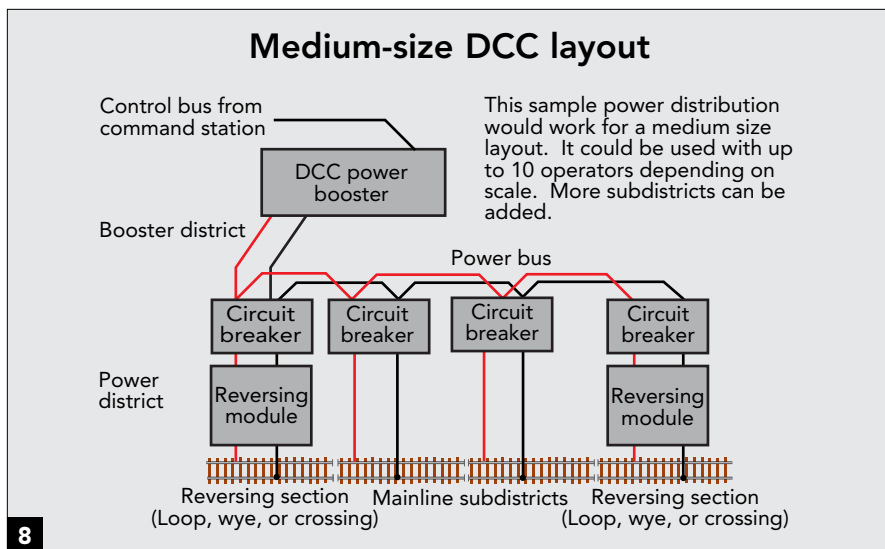 Medium-size DCC layout
Control bus from
command station
This sample power distribution
would work for a medium size
layout. It could be used with up
to 10 operators depending on
scale. More subdistricts can be
added.
DCC power
booster
Booster district
Power bus
Circuit
breaker
Circuit
breaker
Circuit
breaker
Circuit
breaker
Power
district
Reversing
module
Reversing
module
Reversing section
(Loop, wye, or crossing)
Mainline subdistricts
Reversing section
(Loop, wye, or crossing)
8